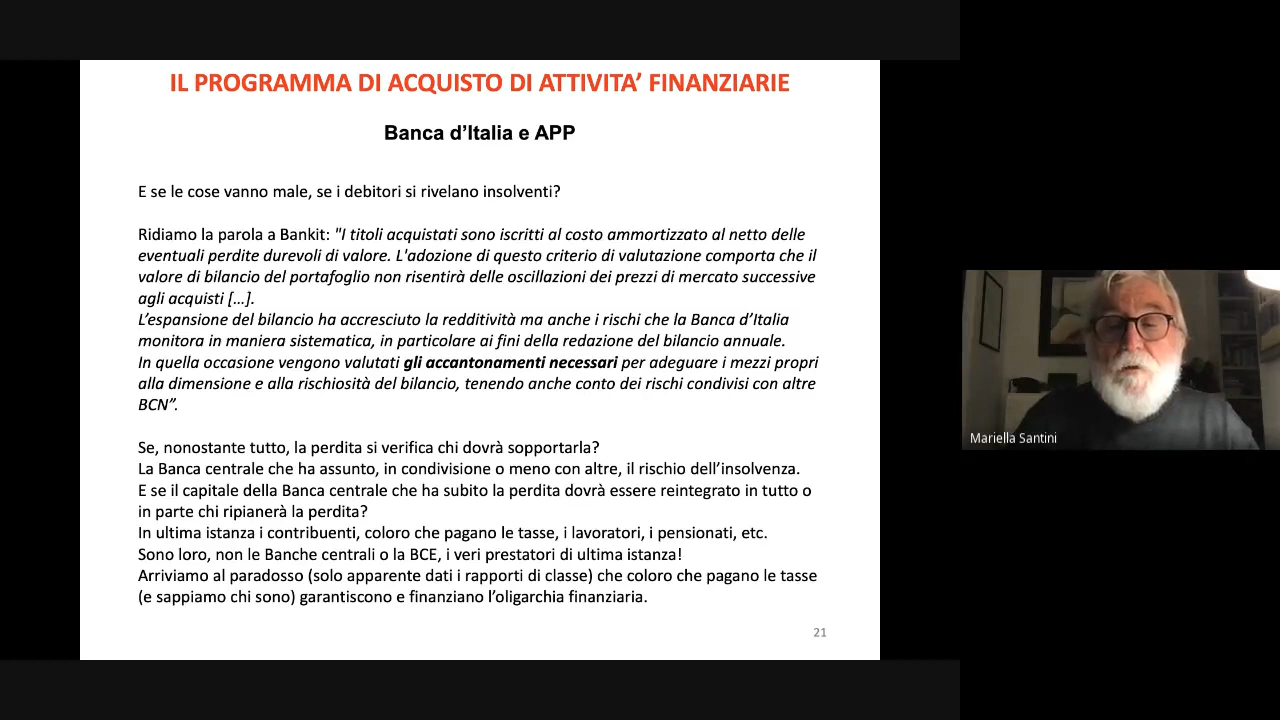 IL PROGRAMMA DI ACQUISTO DI ATTIVITA’ FINANZIARIE
Banca d’Italia e APP
E se le cose vanno male, se i debitori si rivelano insolventi?
Ridiamo la parola a Bankit: "I titoli acquistati sono iscritti al costo ammortizzato al netto delle
eventuali perdite durevoli di valore. L'adozione di questo criterio di valutazione comporta che il
valore di bilancio del portafoglio non risentirà delle oscillazioni dei prezzi di mercato successive
agli acquisti […].
L’espansione del bilancio ha accresciuto la redditività ma anche i rischi che la Banca d’Italia
monitora in maniera sistematica, in particolare ai fini della redazione del bilancio annuale.
In quella occasione vengono valutati gli accantonamenti necessari per adeguare i mezzi propri
alla dimensione e alla rischiosità del bilancio, tenendo anche conto dei rischi condivisi con altre
BCN”.
Se, nonostante tutto, la perdita si verifica chi dovrà sopportarla?
La Banca centrale che ha assunto, in condivisione o meno con altre, il rischio dell’insolvenza.
E se il capitale della Banca centrale che ha subito la perdita dovrà essere reintegrato in tutto o
in parte chi ripianerà la perdita?
In ultima istanza i contribuenti, coloro che pagano le tasse, i lavoratori, i pensionati, etc.
Sono loro, non le Banche centrali o la BCE, i veri prestatori di ultima istanza!
Arriviamo al paradosso (solo apparente dati i rapporti di classe) che coloro che pagano le tasse
(e sappiamo chi sono) garantiscono e finanziano l’oligarchia finanziaria.
21
Mariella Santini